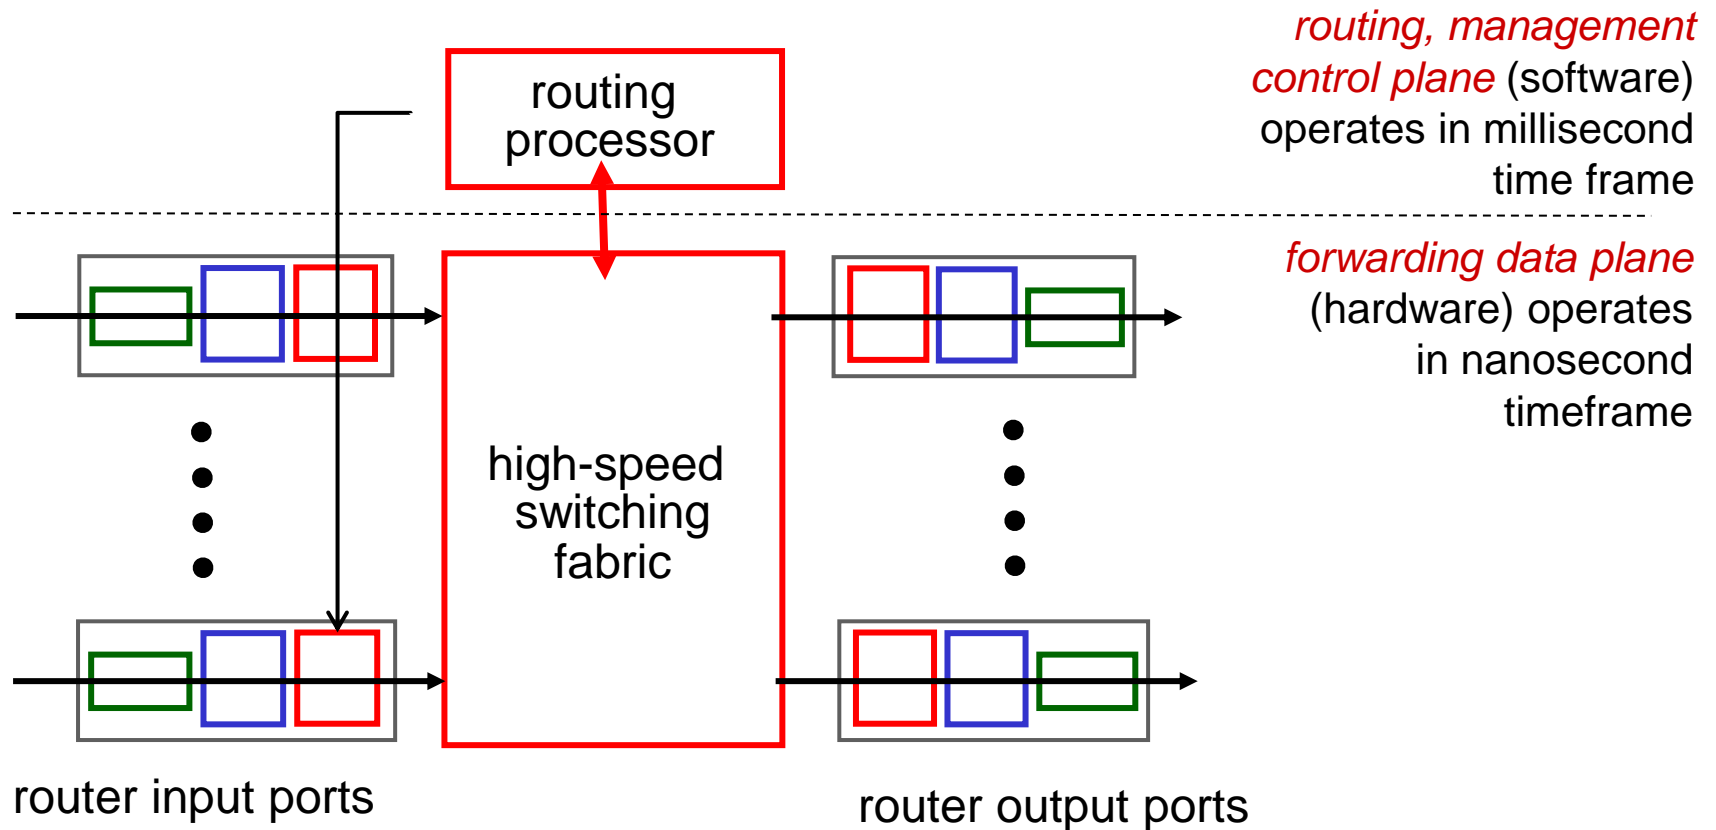 routing, management
control plane (software)
operates in millisecond
time frame
routing
processor
forwarding data plane
(hardware) operates
in nanosecond
timeframe
high-speed
switching
fabric
router input ports
router output ports